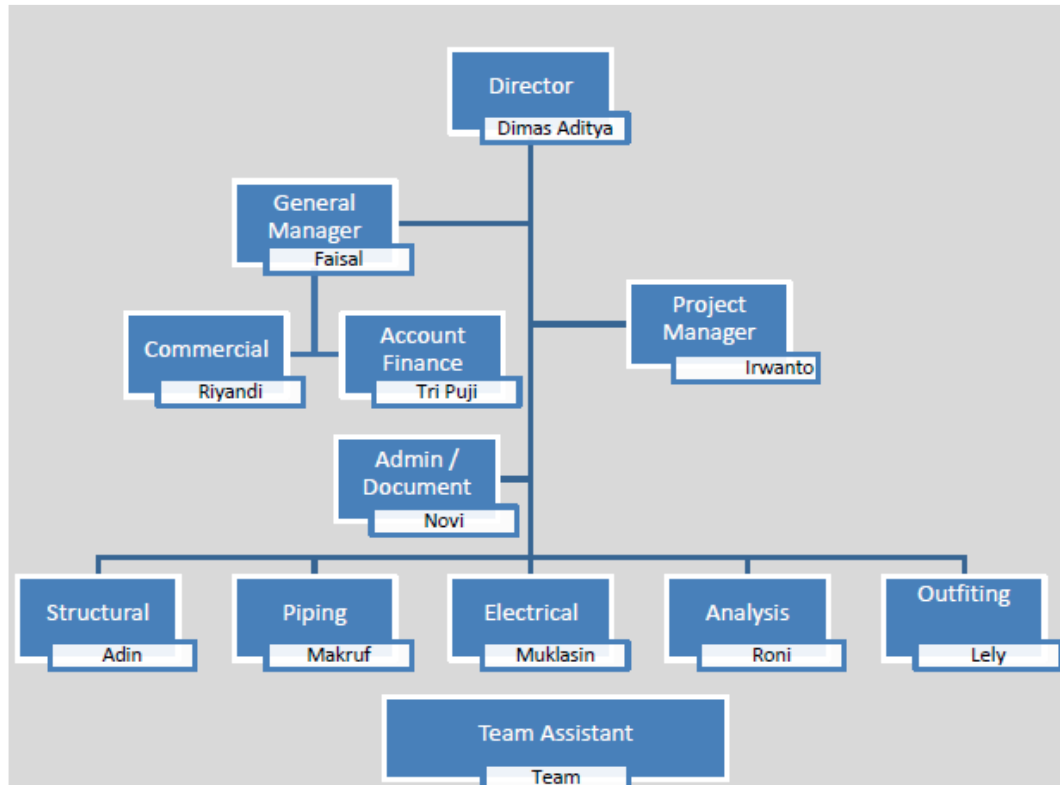 Director
Dimas Aditya
General
Manager
Faisal
Project
Manager
Irwanto
Commercial
Riyandi
Account
Finance
Tri Puji
Admin /
Document
Novi
Structural
Adin
Piping
Makruf
Electrical
Muklasin
Analysis
Roni
Outfiting
Lely
Team Assistant
Team